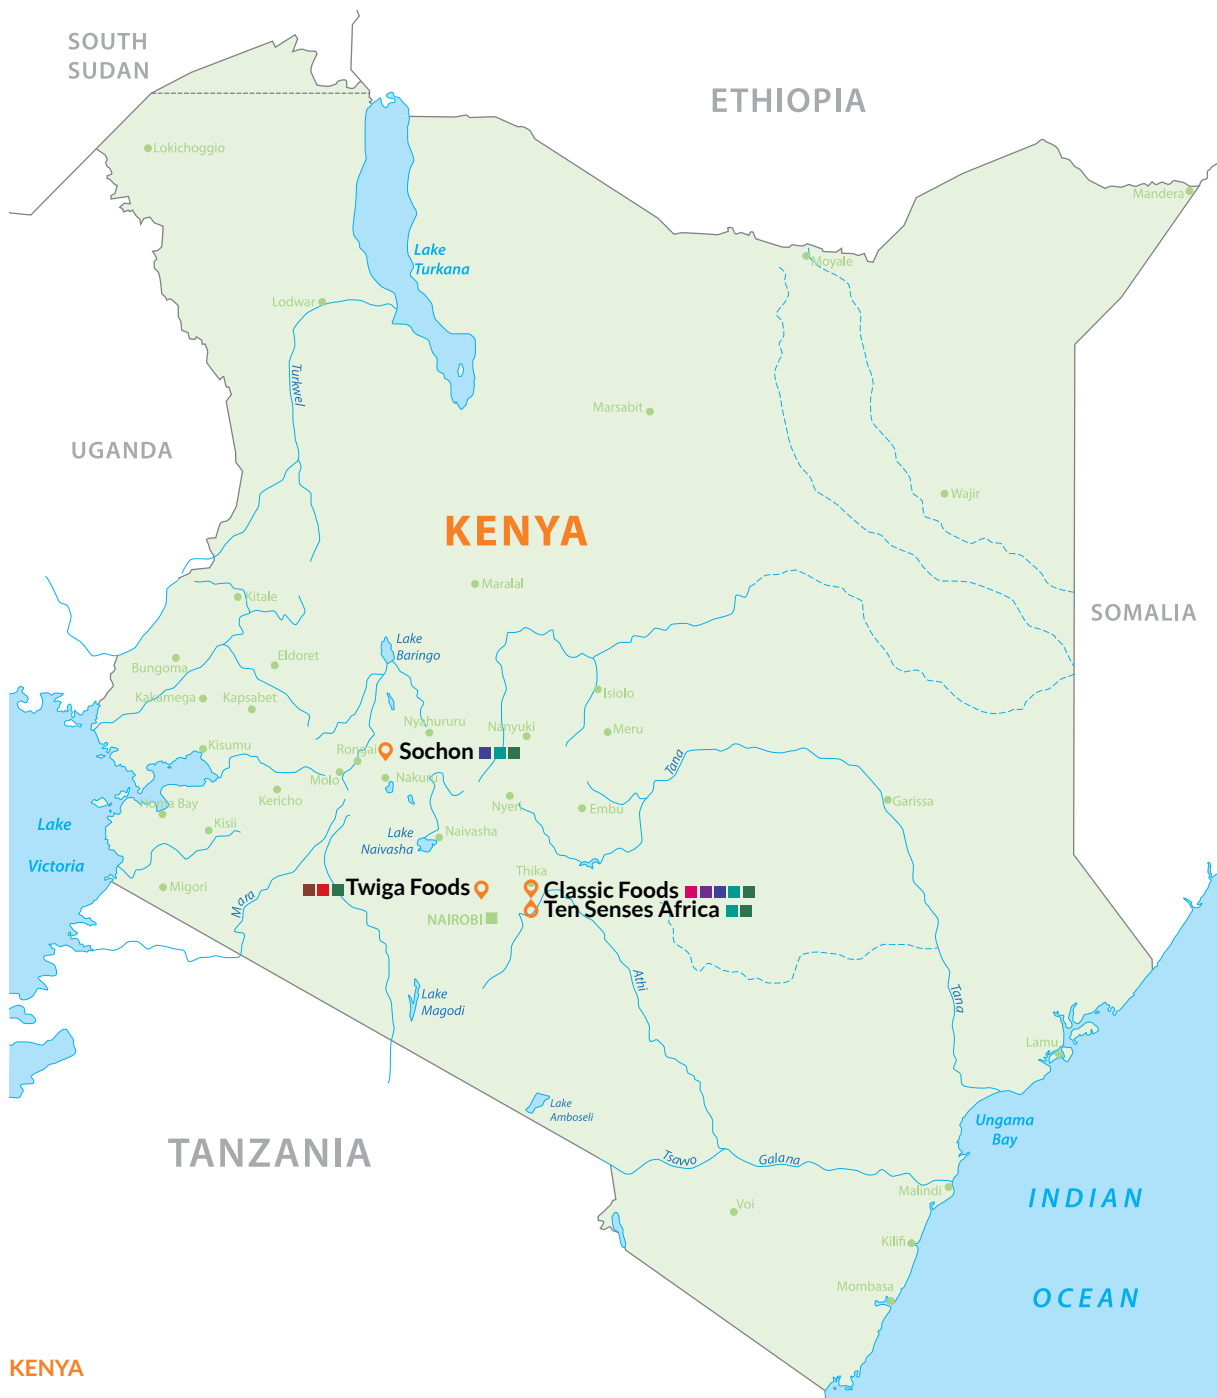 SOUTH
SUDAN
ETHIOPIA
Lokichoggio
Mandera
Lake
Turkana
Moyale
Lodwar
Turkwel
Marsabit
UGANDA
Wajir
KENYA
Maralal
Kitale
SOMALIA
Lake
Baringo
Eldoret
Bungoma
Kakamega
Kapsabet
Isiolo
Nyahururu
Nanyuki
Meru
Kisumu
Rongai
Sochon
Tana
Molo
Nakuru
Kericho
Nyeri
Homa Bay
Embu
Garissa
Lake
Victoria
Kisii
Lake
Naivasha
Naivasha
Thika
Migori
Twiga Foods
Classic Foods
Mara
NAIROBI
Ten Senses Africa
Athi
Tana
Lake
Magodi
Lamu
Lake
Amboseli
Ungama
Bay
TANZANIA
Tsawo
Galana
Malindi
INDIAN
Voi
Kilifi
Mombasa
OCEAN
KENYA